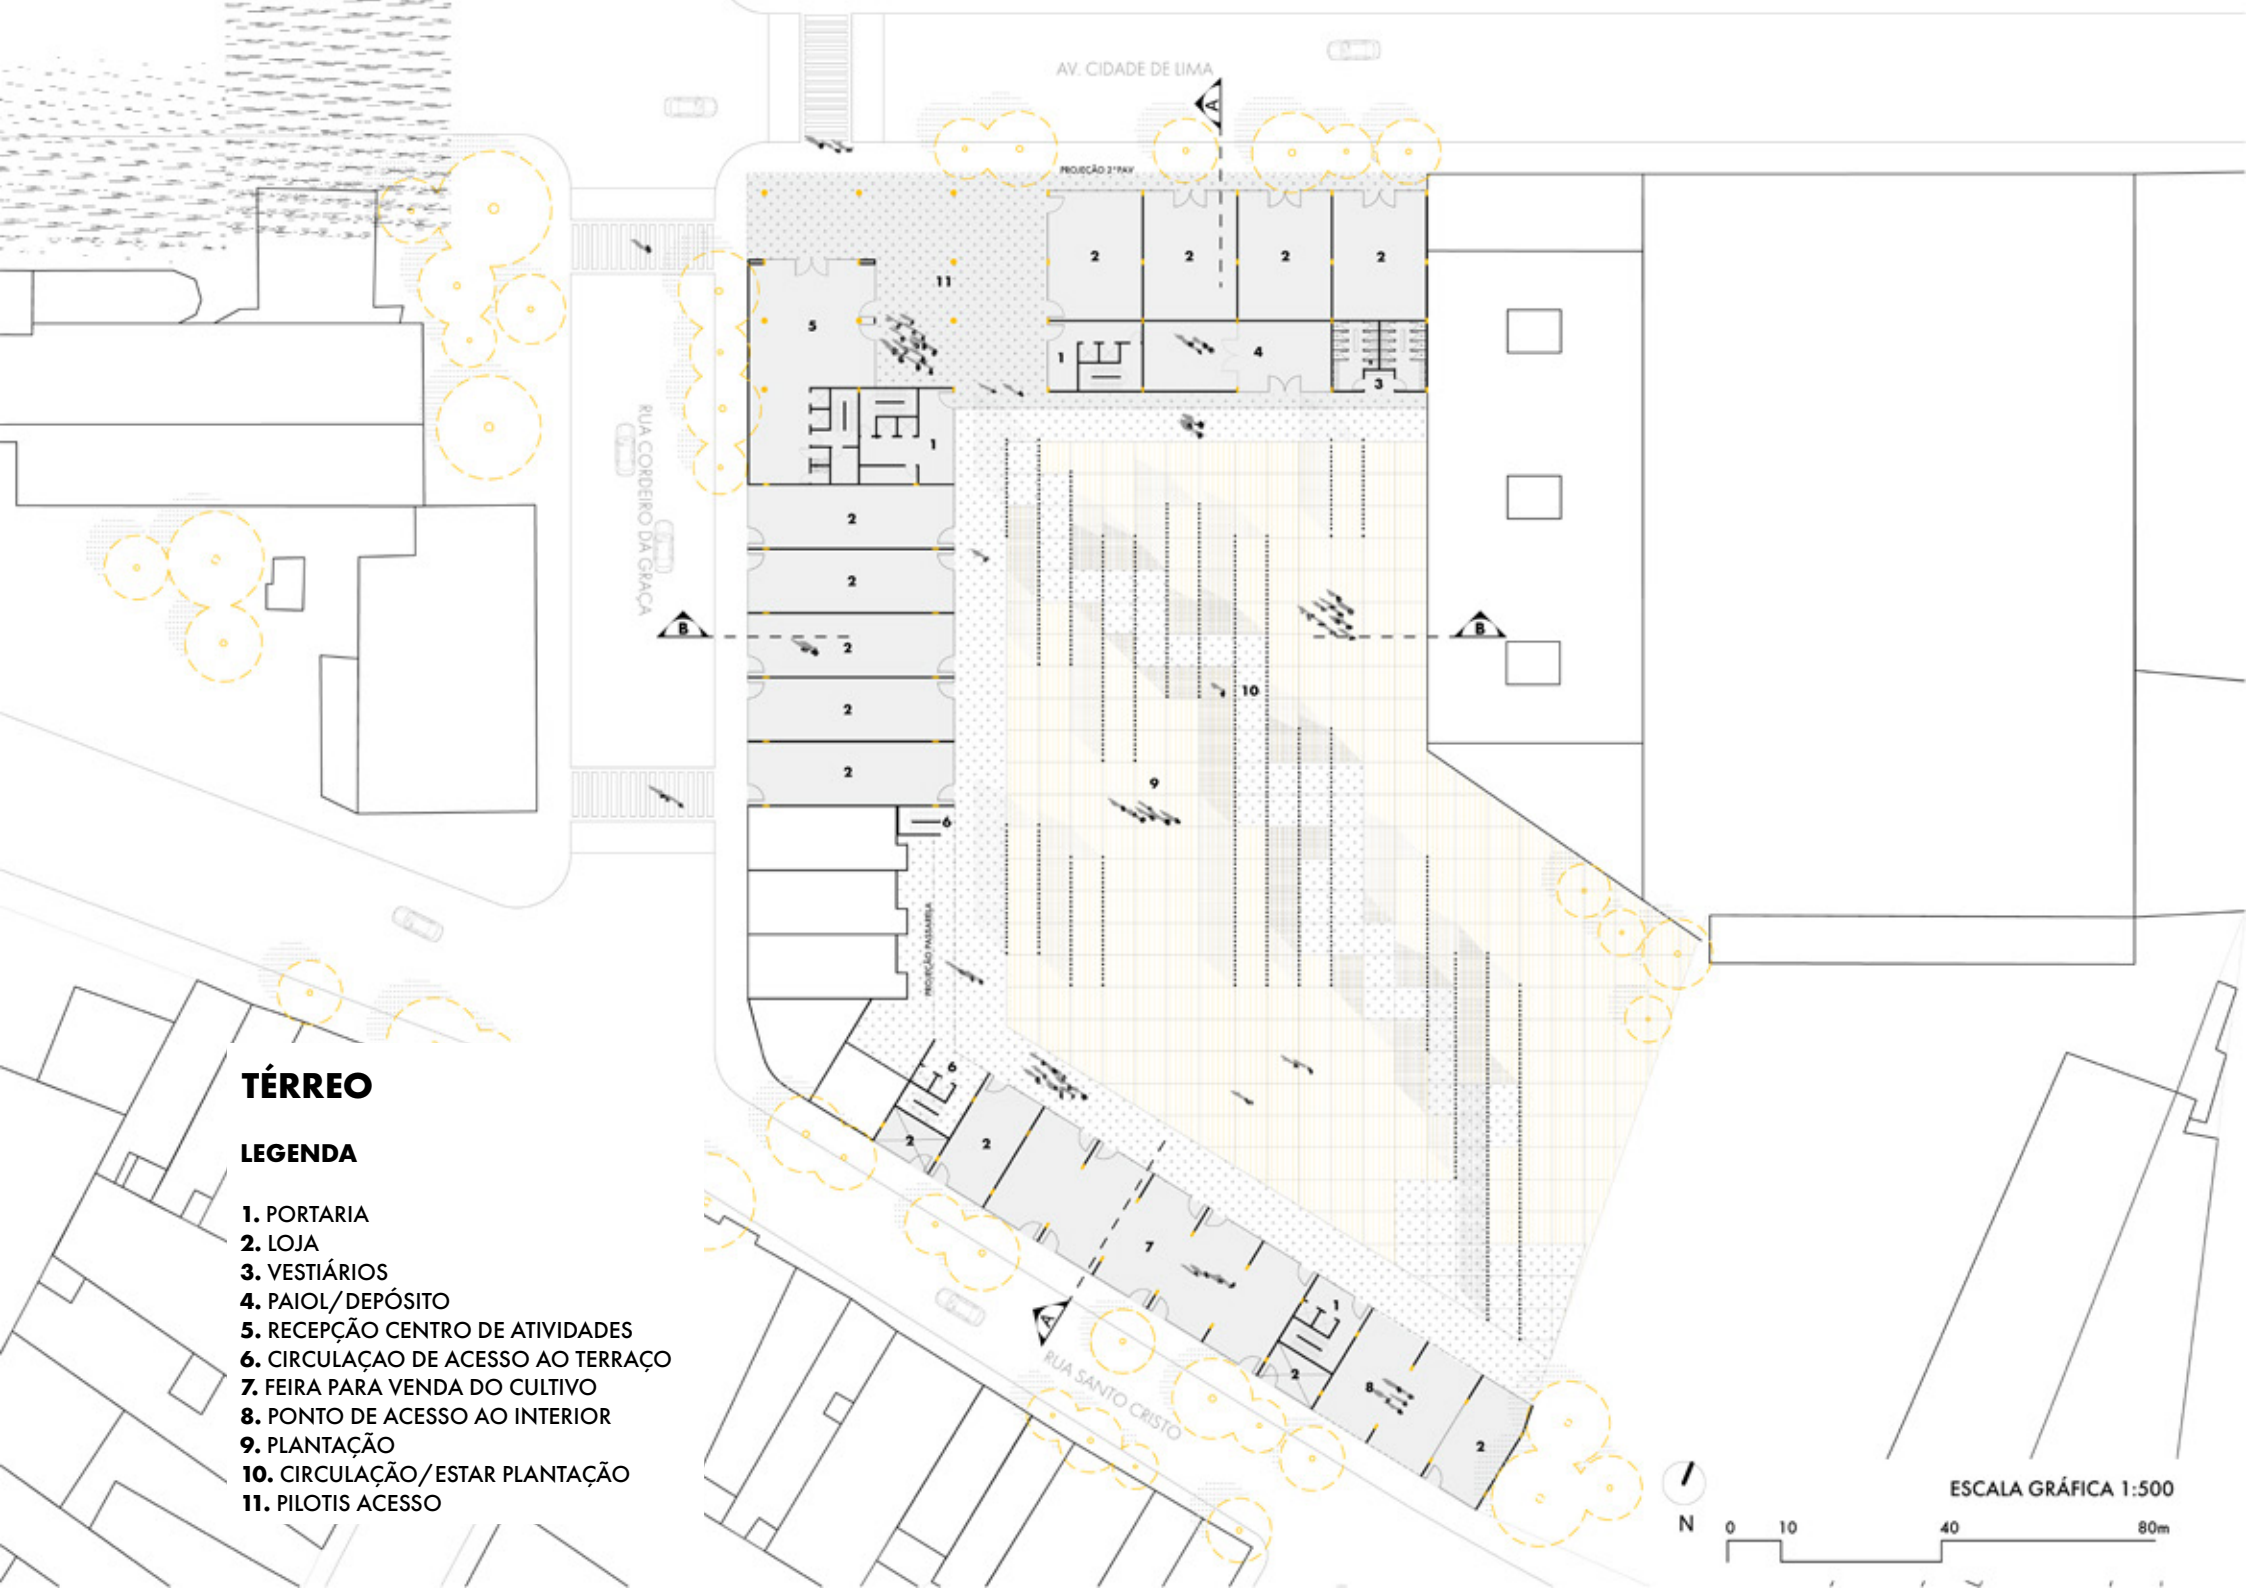 AV. CIDADE DE LIMA
A
PROJEÇÃO 2°PAV
2
2
2
2
11
5
1
4
3
1
RUA CORDEIRO DA GRAÇA
2
2
B
2
B
10
2
2
9
6
PROJEÇÃO PASSARELA
6
2
2
7
1
A
RUA SANTO CRISTO
2
8
2
TÉRREO
LEGENDA
1. PORTARIA
2. LOJA
3. VESTIÁRIOS
4. PAIOL/DEPÓSITO
5. RECEPÇÃO CENTRO DE ATIVIDADES
6. CIRCULAÇAO DE ACESSO AO TERRAÇO
7. FEIRA PARA VENDA DO CULTIVO
8. PONTO DE ACESSO AO INTERIOR
9. PLANTAÇÃO
10. CIRCULAÇÃO/ESTAR PLANTAÇÃO
11. PILOTIS ACESSO
N
ESCALA GRÁFICA 1:500
0 10 40 80m